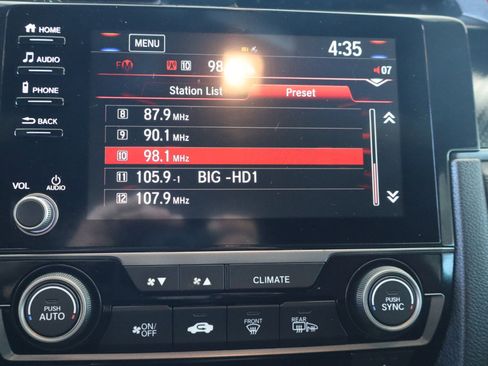 HOME
MENU
4:35
AUDIO
FM 10 98
07
Station List Preset
PHONE
8 87.9 MHz
9 90.1 MHz
BACK
10 98.1 MHz
VOL AUDIO
11 105.9-1 BIG -HD1
12 107.9 MHz
CLIMATE
PUSH AUTO
PUSH SYNC
ON/OFF
FRONT
REAR